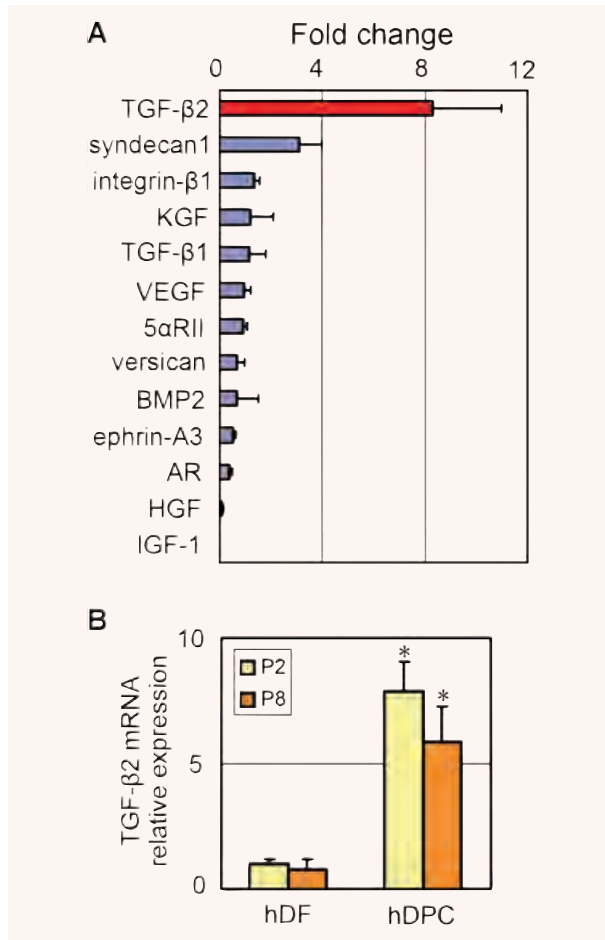 A
Fold change
0 4 8 12
TGF-β2
syndecan1
integrin-β1
KGF
TGF-β1
VEGF
5αRII
versican
BMP2
ephrin-A3
AR
HGF
IGF-1
B
TGF-β2 mRNA
relative expression
10
5
0
P2
P8
*
*
hDF hDPC